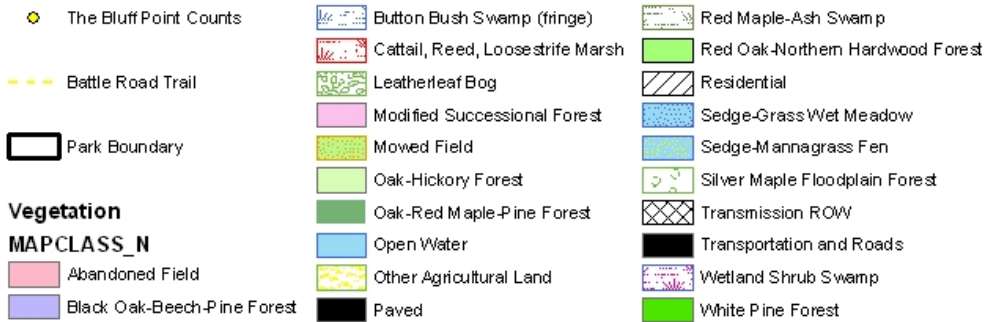 The Bluff Point Counts
Battle Road Trail
Park Boundary
Vegetation
MAPCLASS_N
Abandoned Field
Black Oak-Beech-Pine Forest
Button Bush Swamp (fringe)
Cattail, Reed, Loosestrife Marsh
Leatherleaf Bog
Modified Successional Forest
Mowed Field
Oak-Hickory Forest
Oak-Red Maple-Pine Forest
Open Water
Other Agricultural Land
Paved
Red Maple-Ash Swamp
Red Oak-Northern Hardwood Forest
Residential
Sedge-Grass Wet Meadow
Sedge-Mannagrass Fen
Silver Maple Floodplain Forest
Transmission ROW
Transportation and Roads
Wetland Shrub Swamp
White Pine Forest